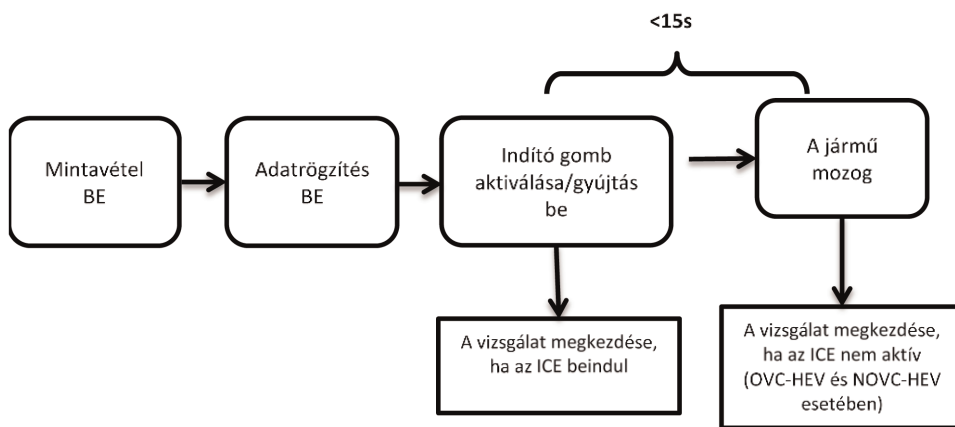 <15s
Mintavétel
BE
Adatrögzítés
BE
Indító gomb
aktiválása/gyújtás
be
A jármű
mozog
A vizsgálat megkezdése,
ha az ICE beindul
A vizsgálat megkezdése,
ha az ICE nem aktív
(OVC-HEV és NOVC-HEV
esetében)